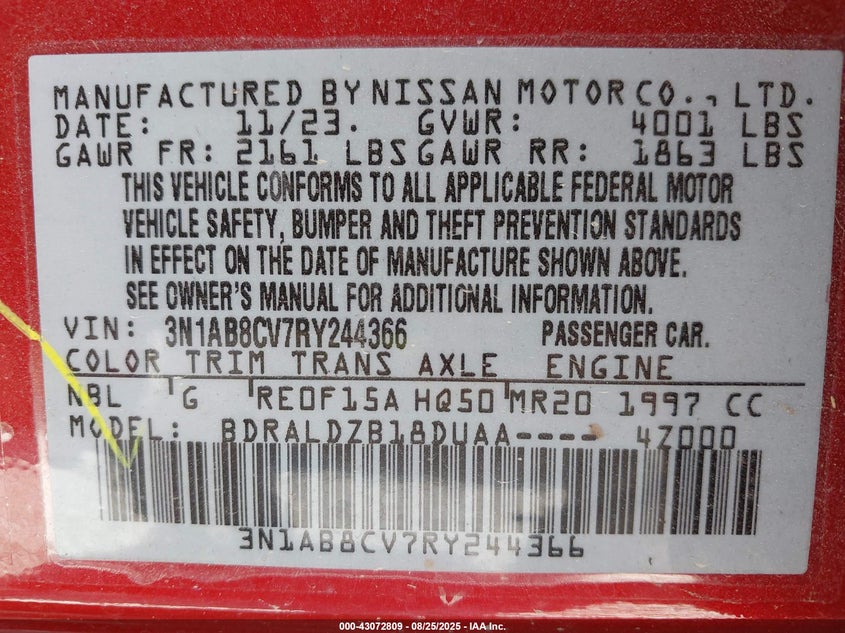 MANUFACTURED BY NISSAN MOTOR CO., LTD.
DATE: 11/23. GVWR: 4001 LBS
GAWR FR: 2161 LBS GAWR RR: 1863 LBS
THIS VEHICLE CONFORMS TO ALL APPLICABLE FEDERAL MOTOR
VEHICLE SAFETY, BUMPER AND THEFT PREVENTION STANDARDS
IN EFFECT ON THE DATE OF MANUFACTURE SHOWN ABOVE.
SEE OWNER'S MANUAL FOR ADDITIONAL INFORMATION.
VIN: 3N1AB8CV7RY244366 PASSENGER CAR.
COLOR TRIM TRANS AXLE ENGINE
NBL G RE0F15A HQ50 MR20 1997 CC
MODEL: BDRALDZB18DUAA---- 4Z000
3N1AB8CV7RY244366
000-43072809 - 08/25/2025 - IAA Inc.